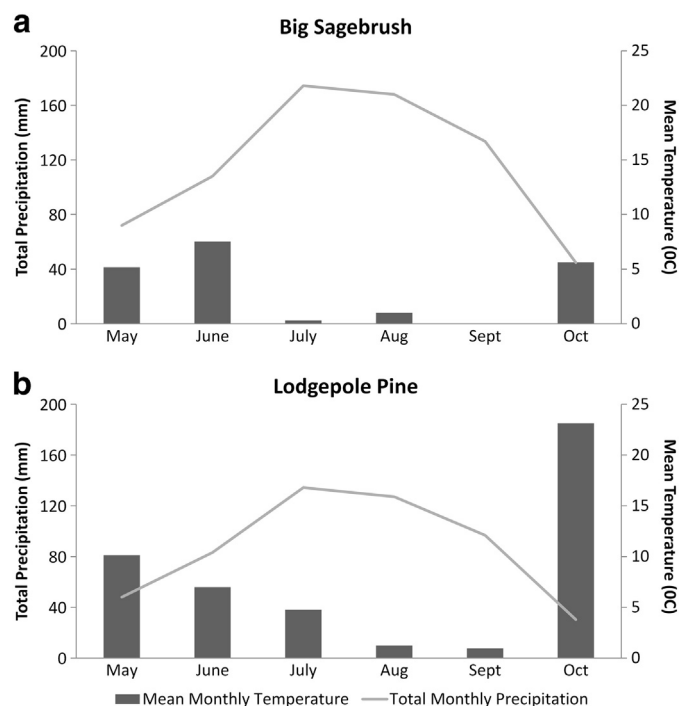 a
Big Sagebrush
200
160
120
80
40
0
Total Precipitation (mm)
25
20
15
10
5
0
Mean Temperature (0C)
May June July Aug Sept Oct
b
Lodgepole Pine
200
160
120
80
40
0
Total Precipitation (mm)
25
20
15
10
5
0
Mean Temperature (0C)
May June July Aug Sept Oct
Mean Monthly Temperature Total Monthly Precipitation